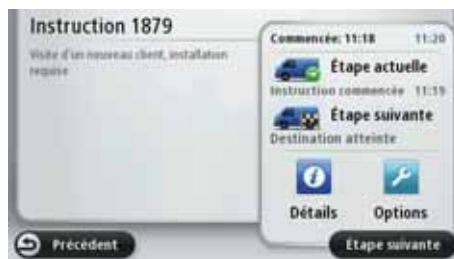 Instruction 1879
Visite d'un nouveau client, installation
requise
Commencée: 11:18 11:20
Étape actuelle
Instruction commencée 11:19
Étape suivante
Destination atteinte
Détails Options
Précédent
Étape suivante